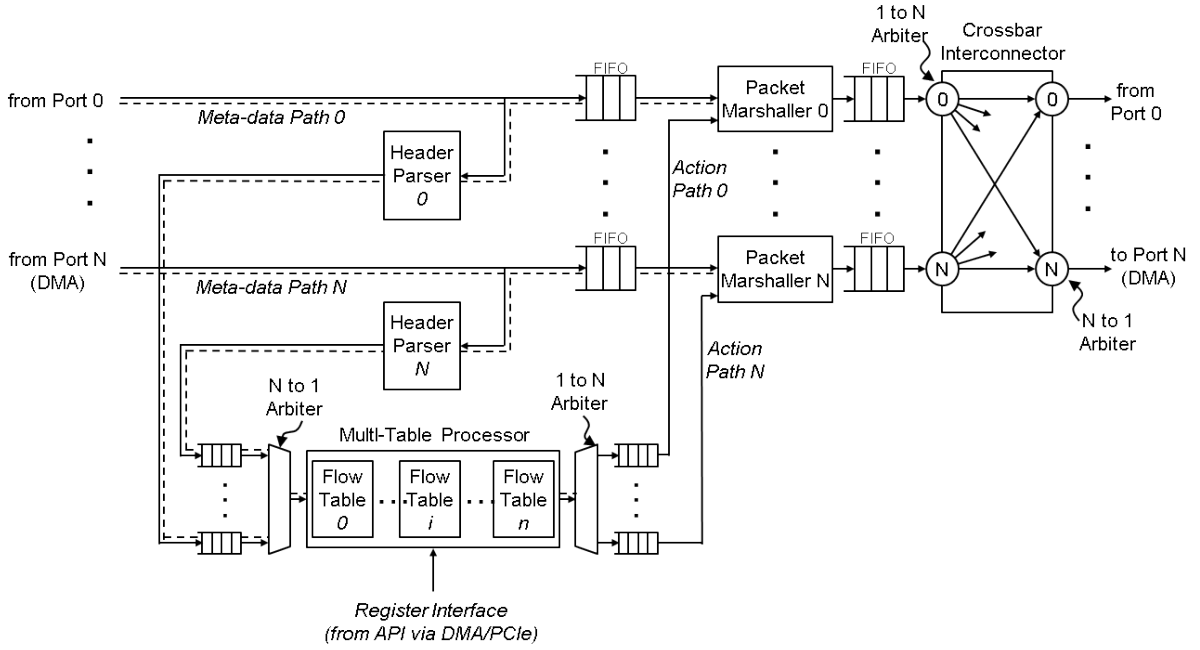 1 to N
Arbiter
Crossbar
Interconnector
FIFO
FIFO
from Port 0
Meta-data Path 0
Packet
Marshaller 0
0
0
from
Port 0
Header
Parser
0
Action
Path 0
FIFO
FIFO
from Port N
(DMA)
Meta-data Path N
Packet
Marshaller N
N
N
to Port N
(DMA)
Header
Parser
N
Action
Path N
N to 1
Arbiter
N to 1
Arbiter
1 to N
Arbiter
MultI-Table Processor
Flow
Table
0
Flow
Table
i
Flow
Table
n
Register Interface
(from API via DMA/PCIe)